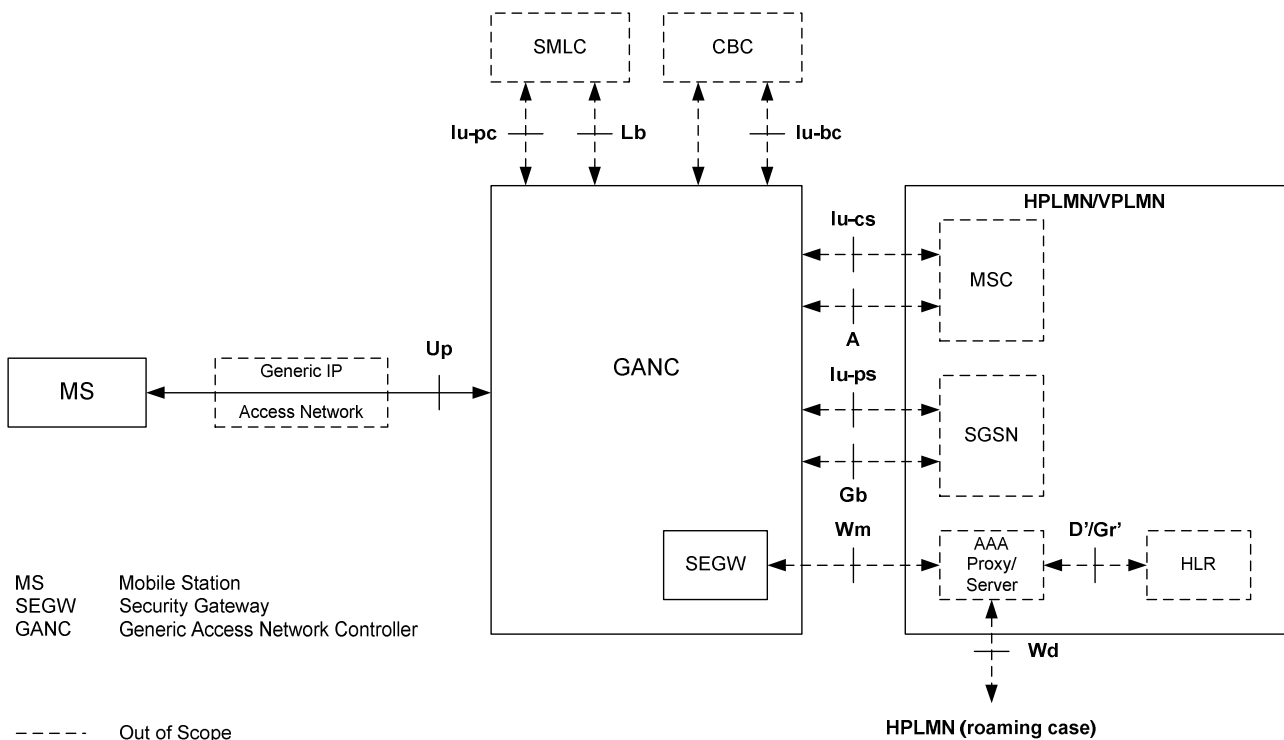 SMLC
CBC
Iu-pc
Lb
Iu-bc
HPLMN/VPLMN
Iu-cs
MSC
A
Up
GANC
MS
Generic IP
Access Network
Iu-ps
SGSN
Gb
Wm
SEGW
AAA
Proxy/
Server
D’/Gr’
HLR
MS Mobile Station
SEGW Security Gateway
GANC Generic Access Network Controller
Wd
HPLMN (roaming case)
Out of Scope